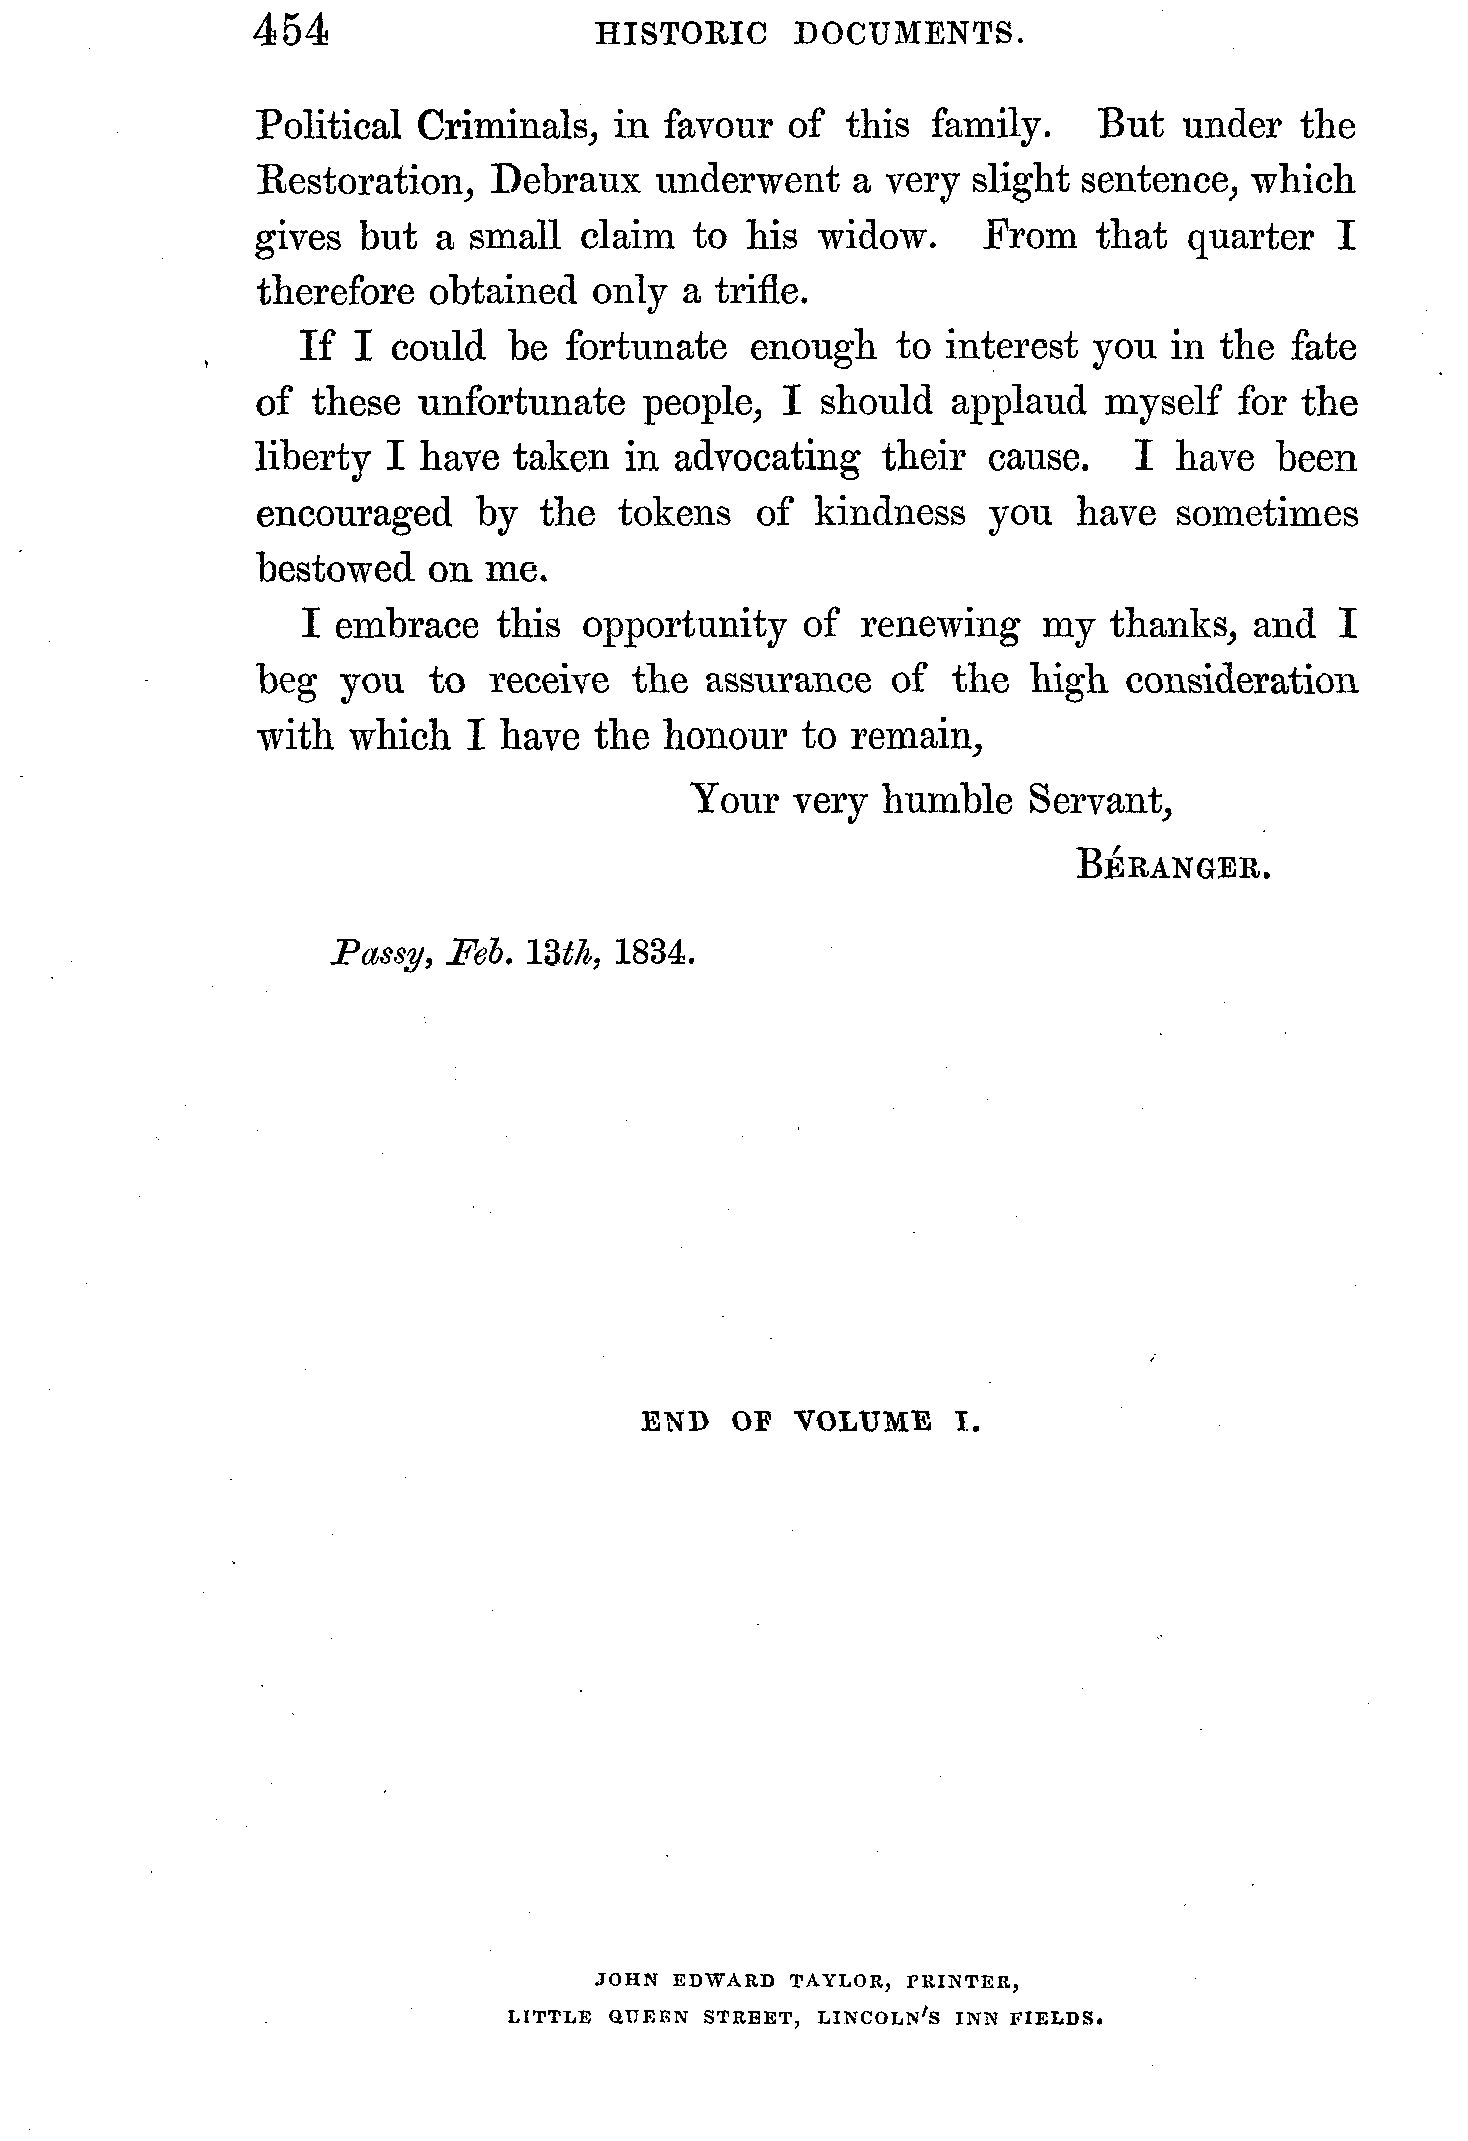 454 HISTORIC DOCUMENTS.
Political Criminals, in favour of this family. But under the
Restoration, Debraux underwent a very slight sentence, which
gives but a small claim to his widow. From that quarter I
therefore obtained only a trifle.
If I could be fortunate enough to interest you in the fate
of these unfortunate people, I should applaud myself for the
liberty I have taken in advocating their cause. I have been
encouraged by the tokens of kindness you have sometimes
bestowed on me.
I embrace this opportunity of renewing my thanks, and I
beg you to receive the assurance of the high consideration
with which I have the honour to remain,
Your very humble Servant,
BÉRANGER.
Passy, Feb. 13th, 1834.
END OF VOLUME I.
JOHN EDWARD TAYLOR, PRINTER,
LITTLE QUEEN STREET, LINCOLN'S INN FIELDS.